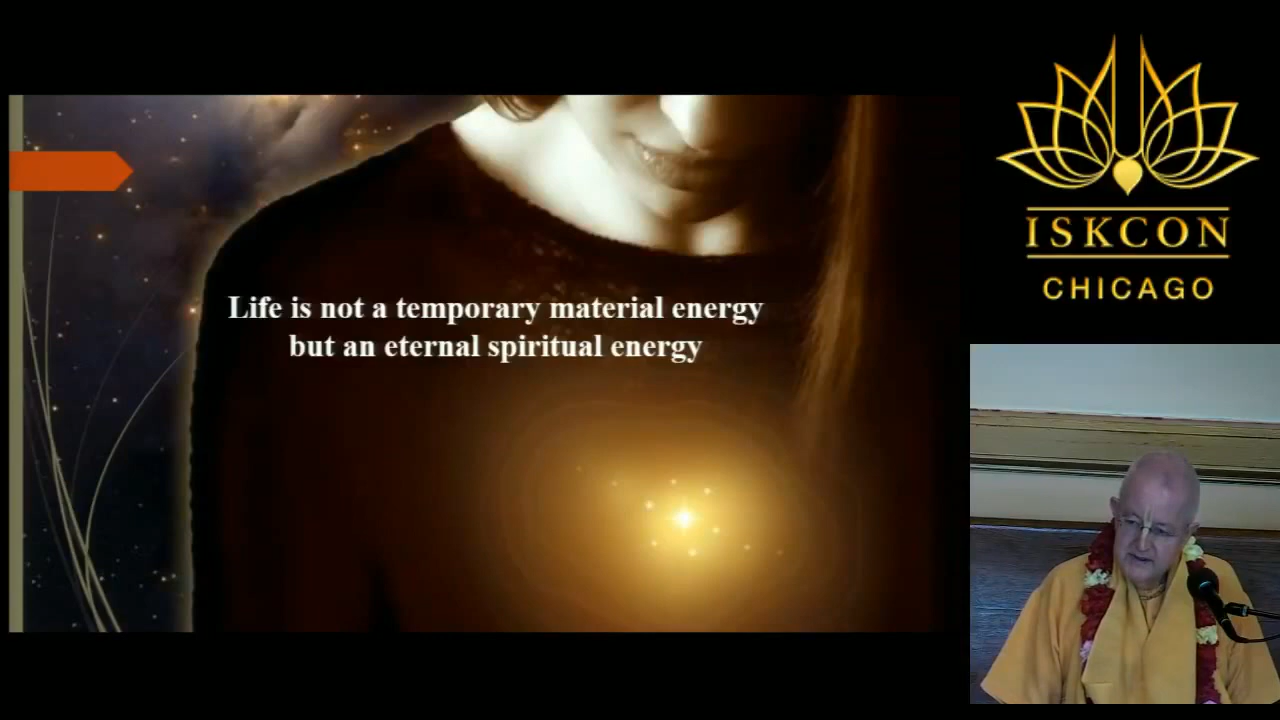 Life is not a temporary material energy
but an eternal spiritual energy
ISKCON
CHICAGO